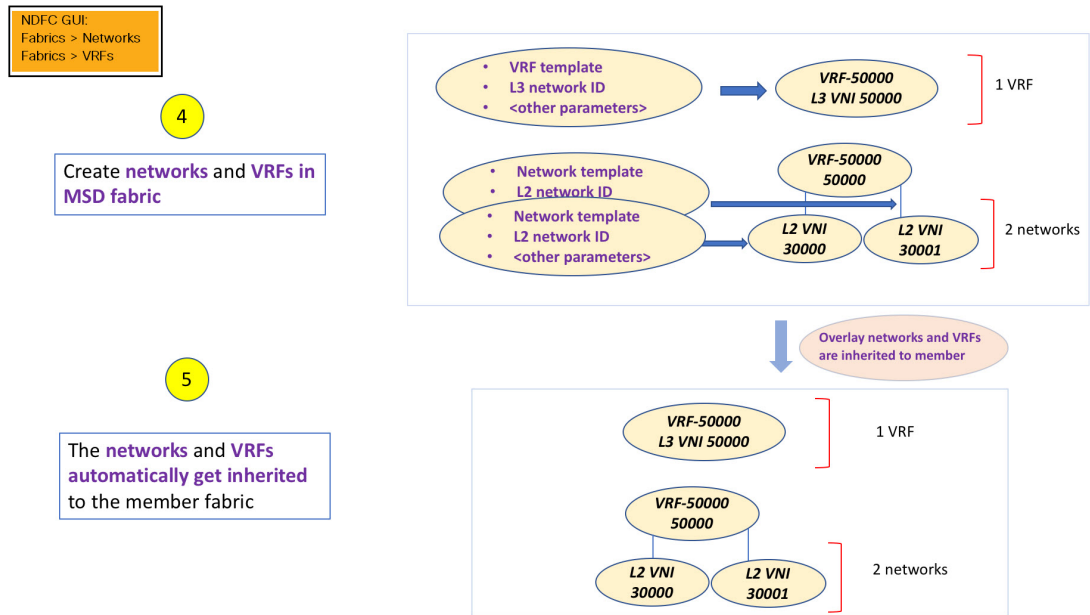 NDFC GUI:
Fabrics > Networks
Fabrics > VRFs
4
Create networks and VRFs in
MSD fabric
• VRF template
• L3 network ID
• <other parameters>
VRF-50000
L3 VNI 50000
1 VRF
• Network template
• L2 network ID
• Network template
• L2 network ID
• <other parameters>
VRF-50000
50000
L2 VNI
30000
L2 VNI
30001
2 networks
Overlay networks and VRFs
are inherited to member
5
The networks and VRFs
automatically get inherited
to the member fabric
VRF-50000
L3 VNI 50000
1 VRF
VRF-50000
50000
L2 VNI
30000
L2 VNI
30001
2 networks